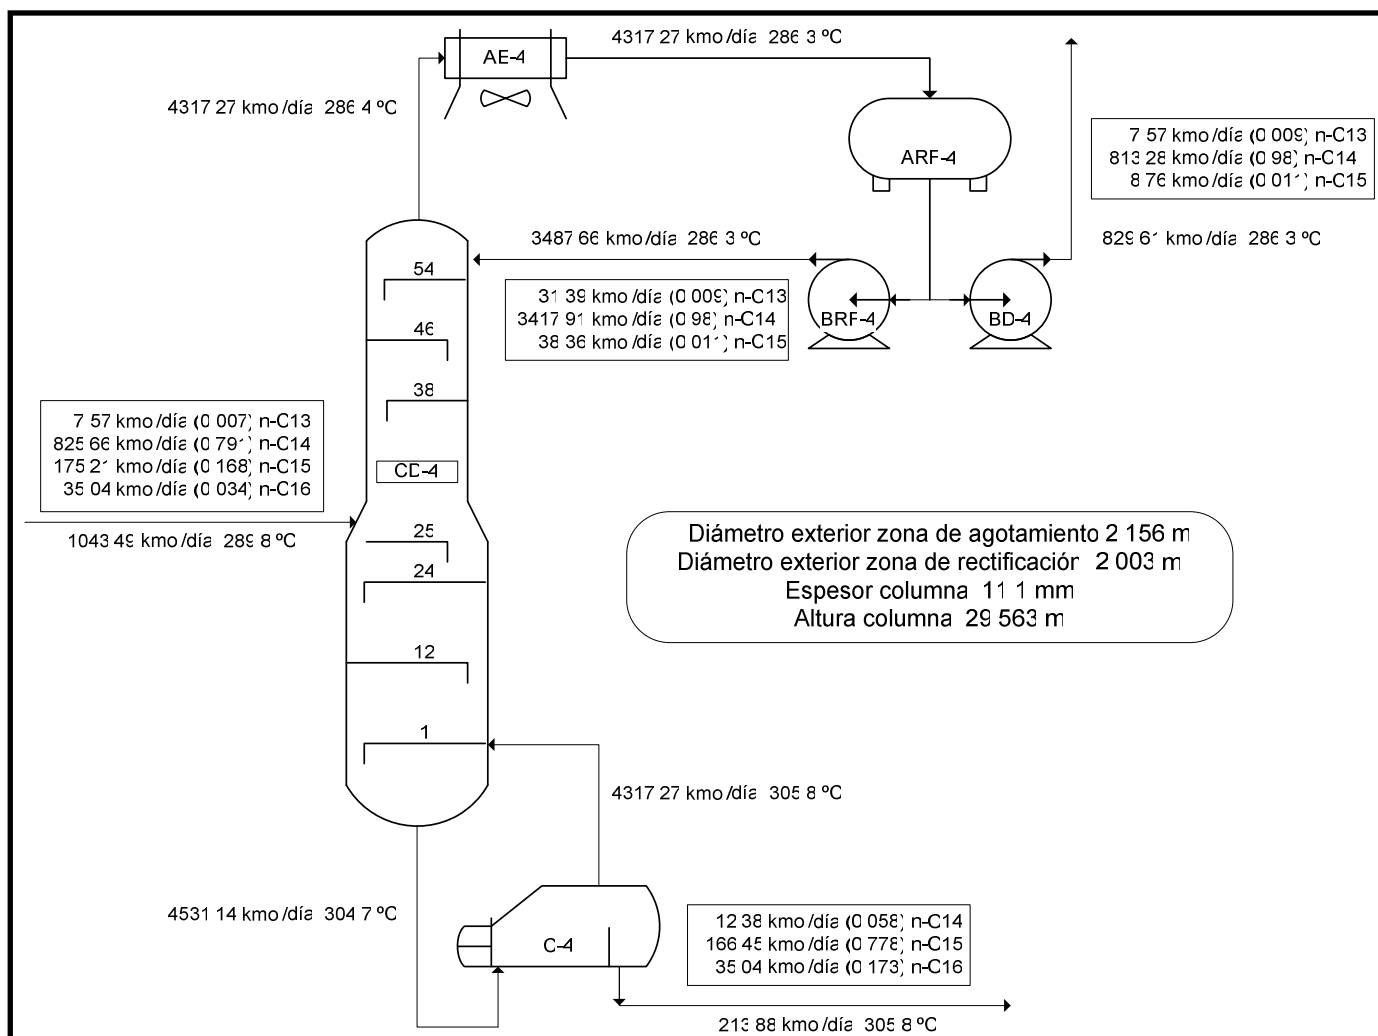 4317 27 kmo/día 286 3 ºC
AE-4
4317 27 kmo/día 286 4 ºC
ARF-4
7 57 kmo/día (0 009) n-C13
813 28 kmo/día (0 98) n-C14
8 76 kmo/día (0 011) n-C15
3487 66 kmo/día 286 3 ºC
829 61 kmo/día 286 3 ºC
54
31 39 kmo/día (0 009) n-C13
3417 91 kmo/día (0 98) n-C14
38 36 kmo/día (0 011) n-C15
BRF-4
BD-4
46
38
7 57 kmo/día (0 007) n-C13
825 66 kmo/día (0 791) n-C14
175 21 kmo/día (0 168) n-C15
35 04 kmo/día (0 034) n-C16
CD-4
1043 49 kmo/día 289 8 ºC
25
24
Diámetro exterior zona de agotamiento 2 156 m
Diámetro exterior zona de rectificación 2 003 m
Espesor columna 11 1 mm
Altura columna 29 563 m
12
1
4317 27 kmo/día 305 8 ºC
4531 14 kmo/día 304 7 ºC
C-4
12 38 kmo/día (0 058) n-C14
166 45 kmo/día (0 778) n-C15
35 04 kmo/día (0 173) n-C16
213 88 kmo/día 305 8 ºC